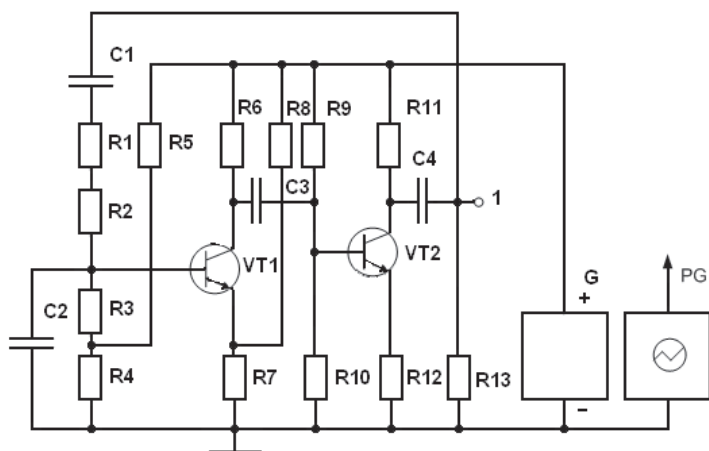 C1
R6
R8
R9
R11
R1
R5
C4
C3
1
R2
VT1
VT2
G
+
PG
C2
R3
R4
R7
R10
R12
R13
–